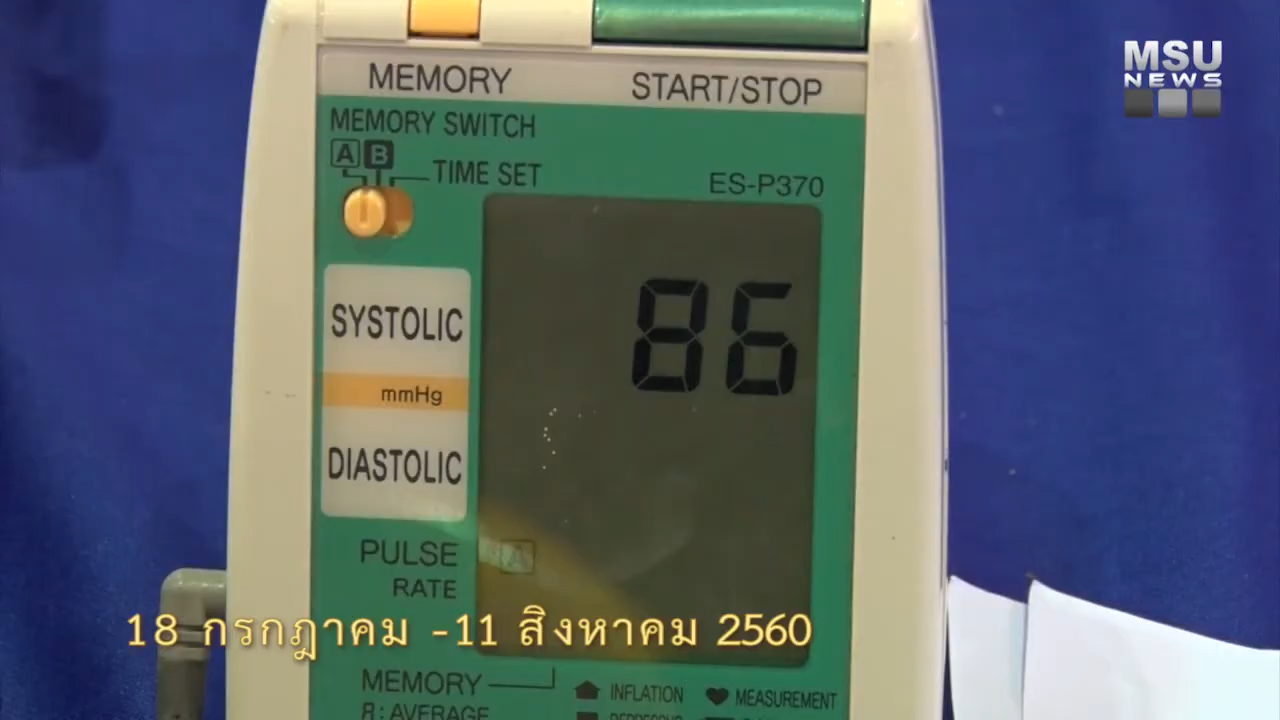 MSU
NEWS
MEMORY START/STOP
MEMORY SWITCH
A B
TIME SET
ES-P370
86
SYSTOLIC
mmHg
DIASTOLIC
PULSE A
RATE
18 กรกฎาคม -11 สิงหาคม 2560
MEMORY
INFLATION MEASUREMENT
AVERAGE